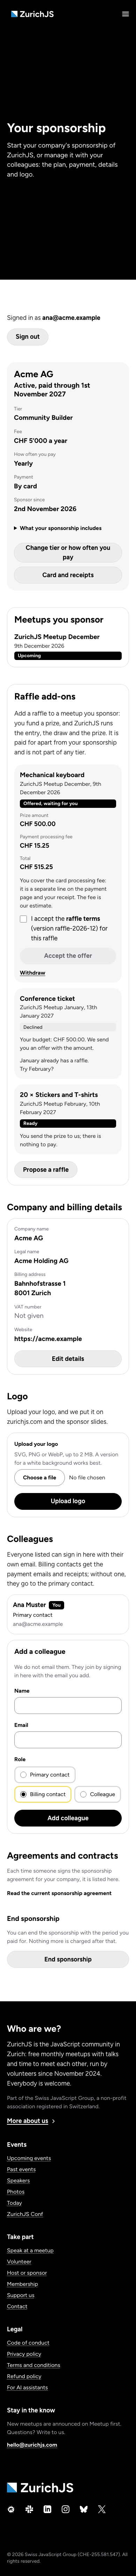 ZurichJS
Your sponsorship
Start your company's sponsorship of
ZurichJS, or manage it with your
colleagues: the plan, payment, details
and logo.
Signed in as ana@acme.example
Sign out
Acme AG
Active, paid through 1st
November 2027
Tier
Community Builder
Fee
CHF 5'000 a year
How often you pay
Yearly
Payment
By card
Sponsor since
2nd November 2026
What your sponsorship includes
Change tier or how often you
pay
Card and receipts
Meetups you sponsor
ZurichJS Meetup December
9th December 2026
Upcoming
Raffle add-ons
Add a raffle to a meetup you sponsor:
you fund a prize, and ZurichJS runs
the entry, the draw and the prize. It is
paid for apart from your sponsorship
and is not part of any tier.
Mechanical keyboard
ZurichJS Meetup December, 9th
December 2026
Offered, waiting for you
Prize amount
CHF 500.00
Payment processing fee
CHF 15.25
Total
CHF 515.25
You cover the card processing fee:
it is a separate line on the payment
page and your receipt. The fee is
our estimate.
I accept the raffle terms
(version raffle-2026-12) for
this raffle
Accept the offer
Withdraw
Conference ticket
ZurichJS Meetup January, 13th
January 2027
Declined
Your budget: CHF 500.00. We send
you an offer with the amount.
January already has a raffle.
Try February?
20 × Stickers and T-shirts
ZurichJS Meetup February, 10th
February 2027
Ready
You send the prize to us; there is
nothing to pay.
Propose a raffle
Company and billing details
Company name
Acme AG
Legal name
Acme Holding AG
Billing address
Bahnhofstrasse 1
8001 Zurich
VAT number
Not given
Website
https://acme.example
Edit details
Logo
Upload your logo, and we put it on
zurichjs.com and the sponsor slides.
Upload your logo
SVG, PNG or WebP, up to 2 MB. A version
for a white background works best.
Choose a file
No file chosen
Upload logo
Colleagues
Everyone listed can sign in here with their
own email. Billing contacts get the
payment emails and receipts; without one,
they go to the primary contact.
Ana Muster You
Primary contact
ana@acme.example
Add a colleague
We do not email them. They join by signing
in here with the email you add.
Name
Email
Role
Primary contact
Billing contact
Colleague
Add colleague
Agreements and contracts
Each time someone signs the sponsorship
agreement for your company, it is listed here.
Read the current sponsorship agreement
End sponsorship
You can end the sponsorship with the period you
paid for. Nothing more is charged after that.
End sponsorship
Who are we?
ZurichJS is the JavaScript community in
Zurich: free monthly meetups with talks
and time to meet each other, run by
volunteers since November 2024.
Everybody is welcome.
Part of the Swiss JavaScript Group, a non-profit
association registered in Switzerland.
More about us
Events
Upcoming events
Past events
Speakers
Photos
Today
ZurichJS Conf
Take part
Speak at a meetup
Volunteer
Host or sponsor
Membership
Support us
Contact
Legal
Code of conduct
Privacy policy
Terms and conditions
Refund policy
For AI assistants
Stay in the know
New meetups are announced on Meetup first.
Questions? Write to us.
hello@zurichjs.com
ZurichJS
© 2026 Swiss JavaScript Group (CHE-255.581.547). All
rights reserved.